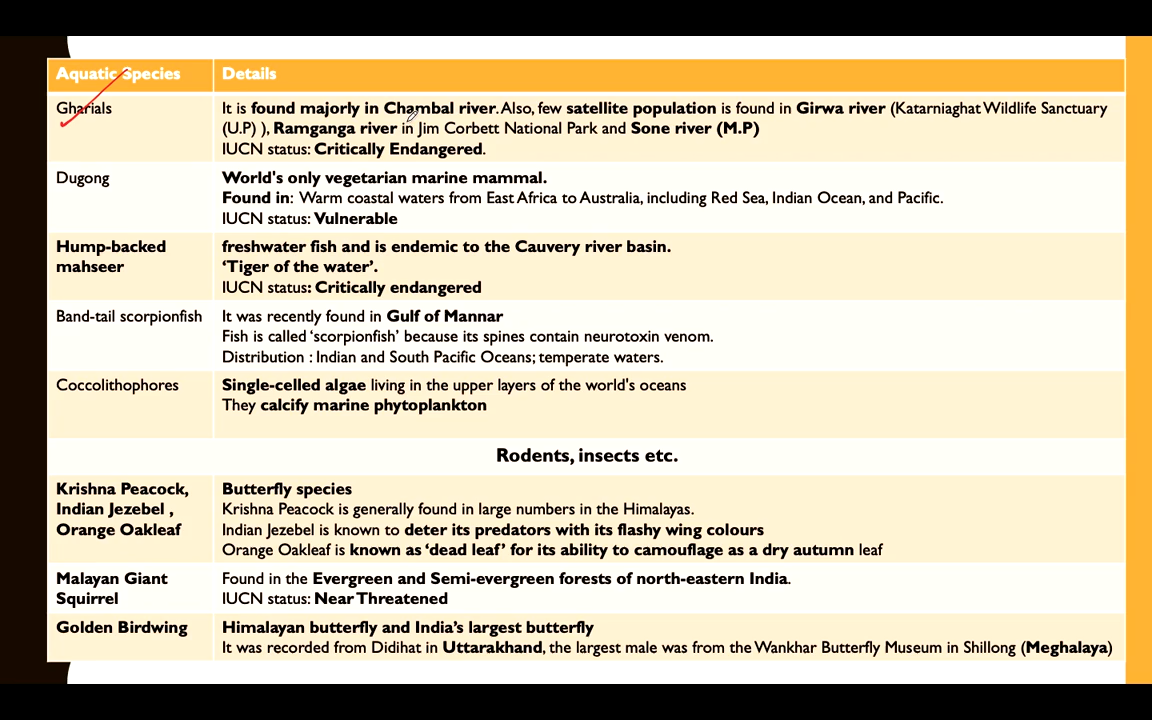 Aquatic Species Details
Gharials
It is found majorly in Chambal river. Also, few satellite population is found in Girwa river (Katarniaghat Wildlife Sanctuary
(U.P) ), Ramganga river in Jim Corbett National Park and Sone river (M.P)
IUCN status: Critically Endangered.
Dugong
World's only vegetarian marine mammal.
Found in: Warm coastal waters from East Africa to Australia, including Red Sea, Indian Ocean, and Pacific.
IUCN status: Vulnerable
Hump-backed
mahseer
freshwater fish and is endemic to the Cauvery river basin.
‘Tiger of the water’.
IUCN status: Critically endangered
Band-tail scorpionfish
It was recently found in Gulf of Mannar
Fish is called ‘scorpionfish’ because its spines contain neurotoxin venom.
Distribution : Indian and South Pacific Oceans; temperate waters.
Coccolithophores
Single-celled algae living in the upper layers of the world's oceans
They calcify marine phytoplankton
Rodents, insects etc.
Krishna Peacock,
Indian Jezebel ,
Orange Oakleaf
Butterfly species
Krishna Peacock is generally found in large numbers in the Himalayas.
Indian Jezebel is known to deter its predators with its flashy wing colours
Orange Oakleaf is known as ‘dead leaf’ for its ability to camouflage as a dry autumn leaf
Malayan Giant
Squirrel
Found in the Evergreen and Semi-evergreen forests of north-eastern India.
IUCN status: Near Threatened
Golden Birdwing
Himalayan butterfly and India’s largest butterfly
It was recorded from Didihat in Uttarakhand, the largest male was from the Wankhar Butterfly Museum in Shillong (Meghalaya)